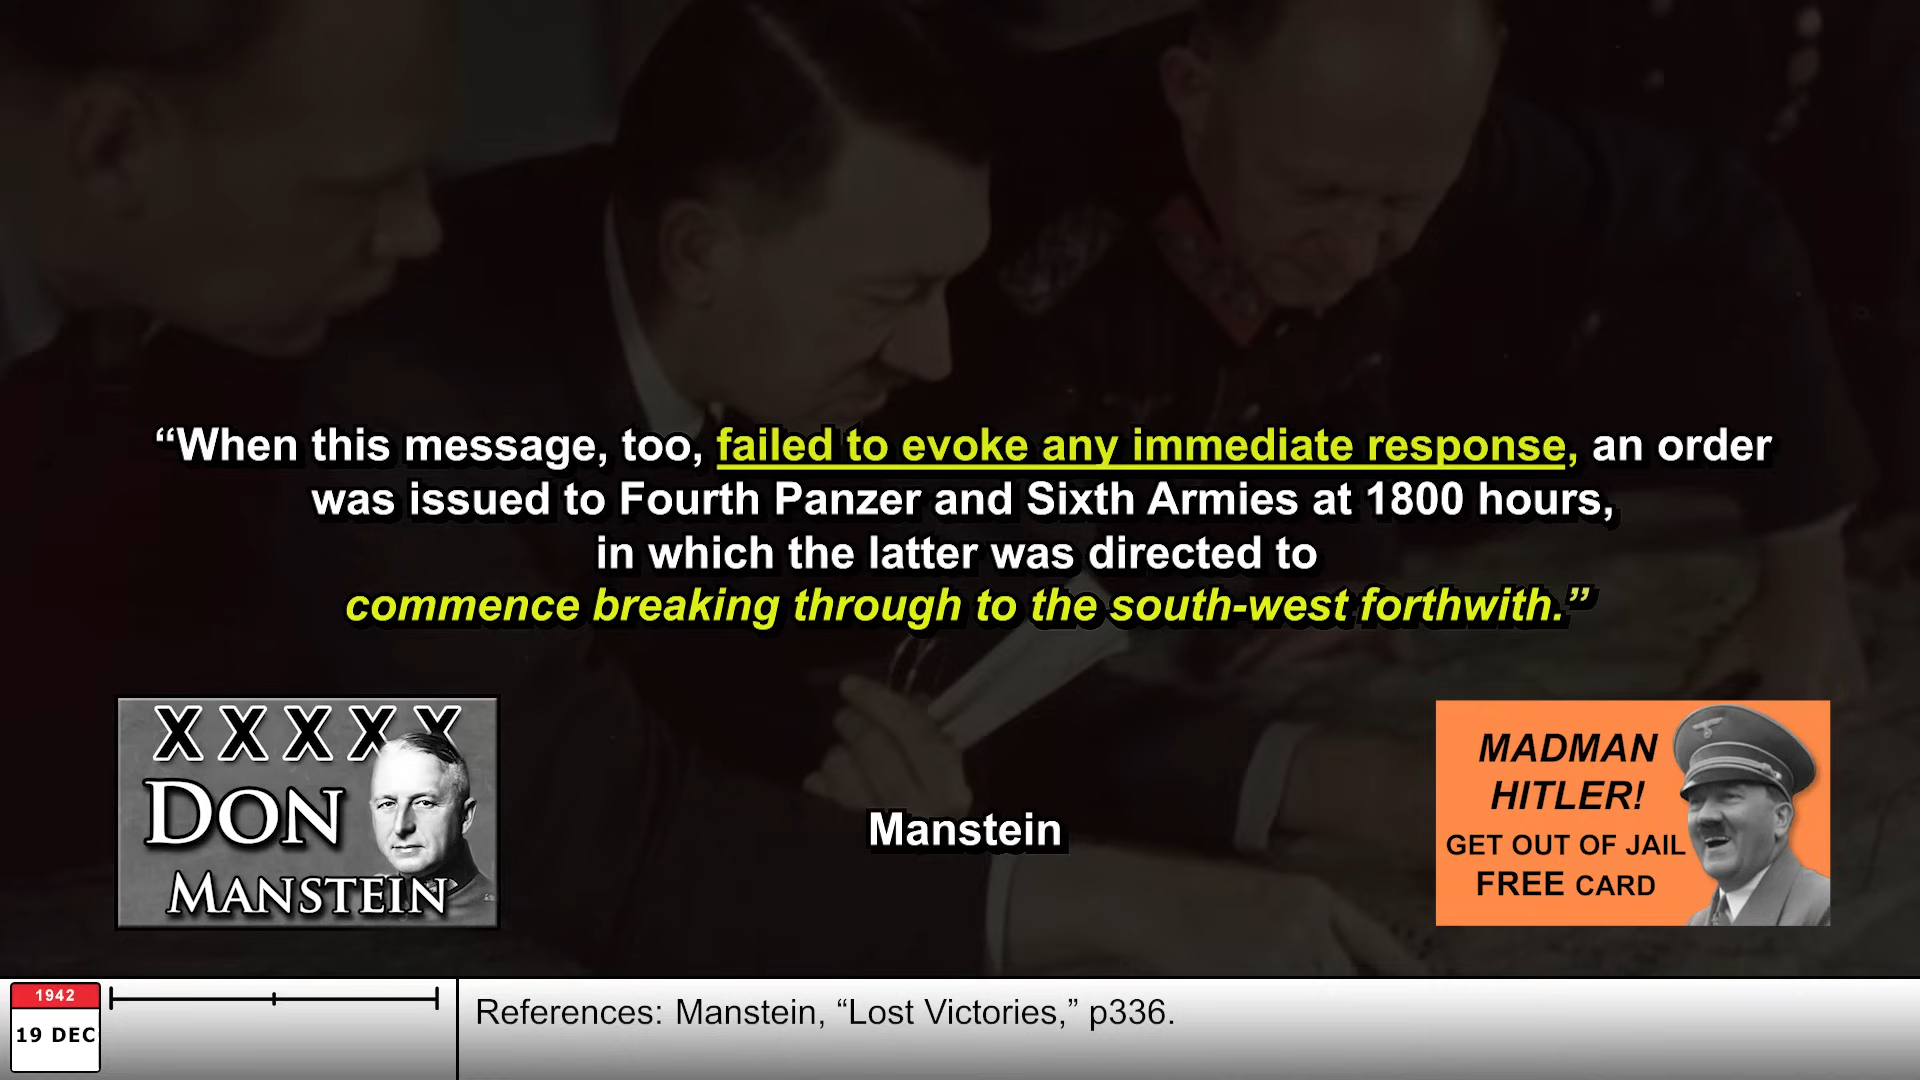 “When this message, too, failed to evoke any immediate response, an order
was issued to Fourth Panzer and Sixth Armies at 1800 hours,
in which the latter was directed to
commence breaking through to the south-west forthwith.”
XXXXX
DON
MANSTEIN
Manstein
MADMAN
HITLER!
GET OUT OF JAIL
FREE CARD
1942
19 DEC
References: Manstein, “Lost Victories,” p336.